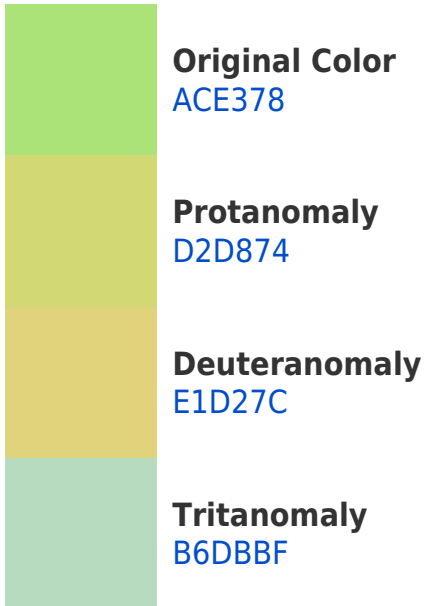 Original Color
ACE378
Protanomaly
D2D874
Deuteranomaly
E1D27C
Tritanomaly
B6DBBF